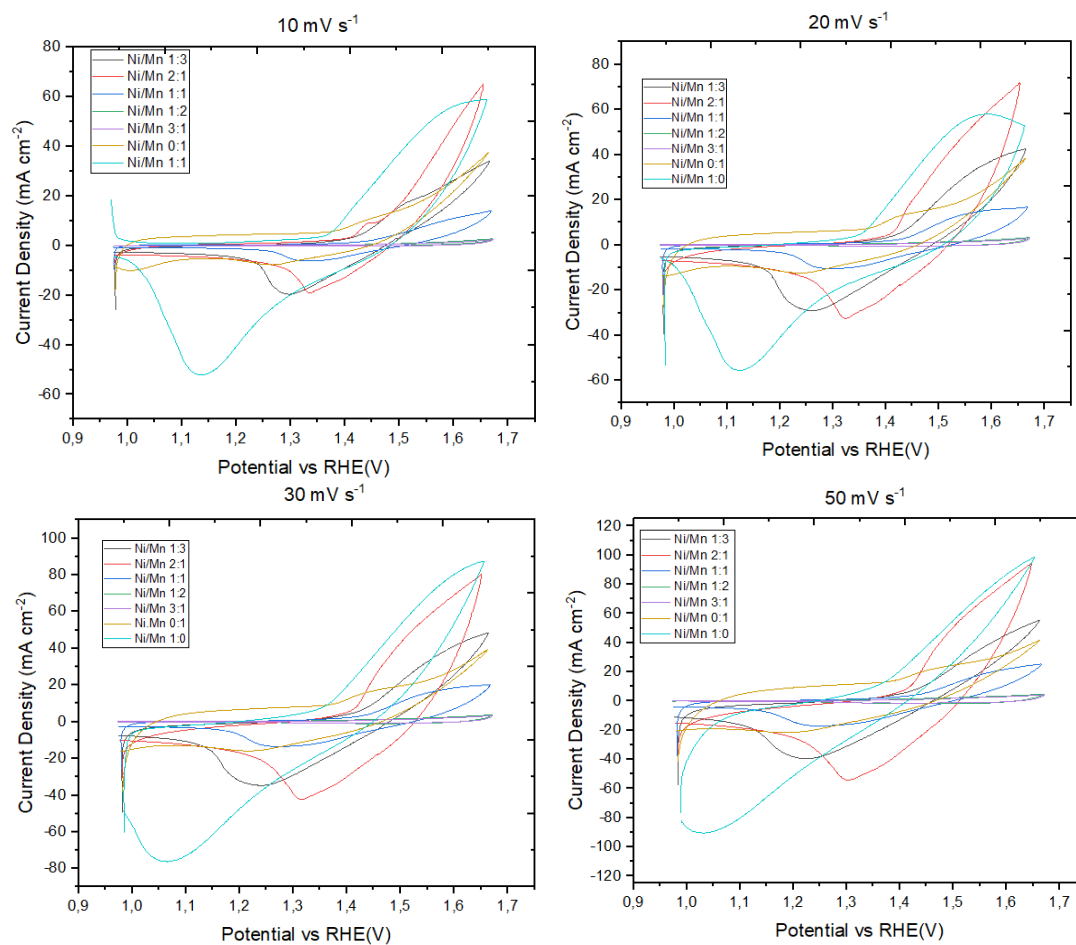 10 mV s⁻¹
80
60
40
20
0
-20
-40
-60
Current Density (mA cm⁻²)
Ni/Mn 1:3
Ni/Mn 2:1
Ni/Mn 1:1
Ni/Mn 1:2
Ni/Mn 3:1
Ni/Mn 0:1
Ni/Mn 1:1
0,9 1,0 1,1 1,2 1,3 1,4 1,5 1,6 1,7
Potential vs RHE(V)
20 mV s⁻¹
80
60
40
20
0
-20
-40
-60
Current Density (mA cm⁻²)
Ni/Mn 1:3
Ni/Mn 2:1
Ni/Mn 1:1
Ni/Mn 1:2
Ni/Mn 3:1
Ni/Mn 0:1
Ni/Mn 1:0
0,9 1,0 1,1 1,2 1,3 1,4 1,5 1,6 1,7
Potential vs RHE(V)
30 mV s⁻¹
100
80
60
40
20
0
-20
-40
-60
-80
Current Density (mA cm⁻²)
Ni/Mn 1:3
Ni/Mn 2:1
Ni/Mn 1:1
Ni/Mn 1:2
Ni/Mn 3:1
Ni.Mn 0:1
Ni/Mn 1:0
0,9 1,0 1,1 1,2 1,3 1,4 1,5 1,6 1,7
Potential vs RHE(V)
50 mV s⁻¹
120
100
80
60
40
20
0
-20
-40
-60
-80
-100
-120
Current Density (mA cm⁻²)
Ni/Mn 1:3
Ni/Mn 2:1
Ni/Mn 1:1
Ni/Mn 1:2
Ni/Mn 3:1
Ni/Mn 0:1
Ni/Mn 1:0
0,9 1,0 1,1 1,2 1,3 1,4 1,5 1,6 1,7
Potential vs RHE(V)